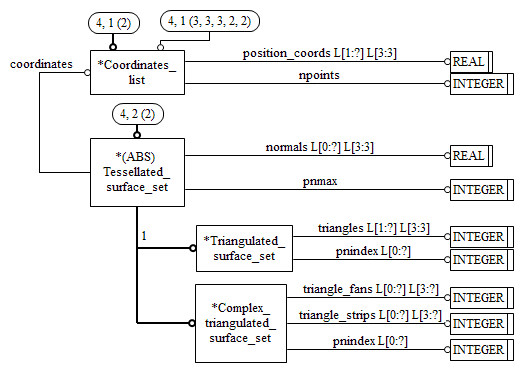 4, 1 (2)
4, 1 (3, 3, 3, 2, 2)
coordinates
*Coordinates_
list
position_coords L[1:?] L[3:3]
REAL
npoints
INTEGER
4, 2 (2)
*(ABS)
Tessellated_
surface_set
normals L[0:?] L[3:3]
REAL
pnmax
INTEGER
1
*Triangulated_
surface_set
triangles L[1:?] L[3:3]
INTEGER
pnindex L[0:?]
INTEGER
*Complex_
triangulated_
surface_set
triangle_fans L[0:?] L[3:?]
INTEGER
triangle_strips L[0:?] L[3:?]
INTEGER
pnindex L[0:?]
INTEGER